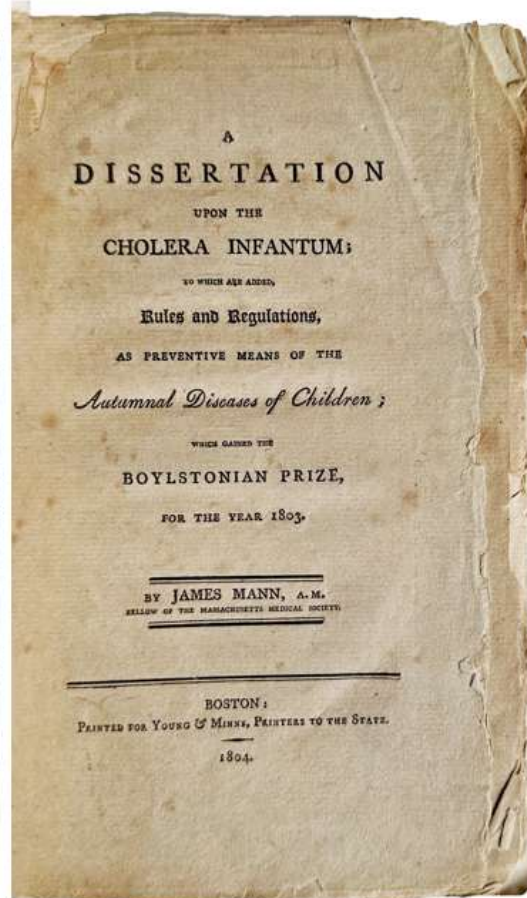 A
DISSERTATION
UPON THE
CHOLERA INFANTUM;
TO WHICH ARE ADDED,
Rules and Regulations,
AS PREVENTIVE MEANS OF THE
Autumnal Diseases of Children;
WHICH GAINED THE
BOYLSTONIAN PRIZE,
FOR THE YEAR 1803.
BY JAMES MANN, A.M.
FELLOW OF THE MASSACHUSETTS MEDICAL SOCIETY.
BOSTON:
PRINTED FOR YOUNG & MINNS, PRINTERS TO THE STATE.
1804.